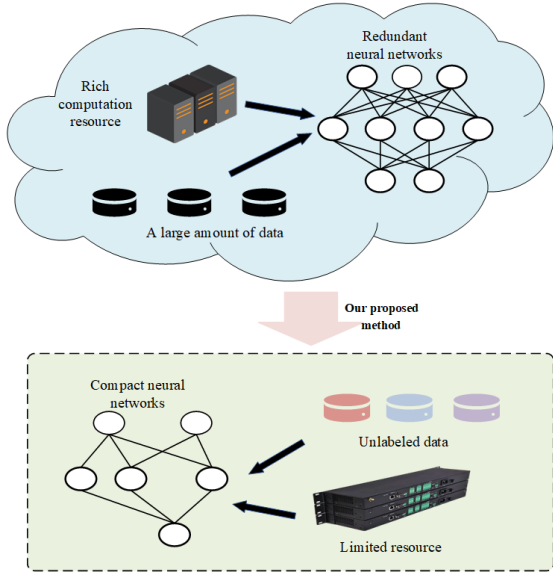 Redundant
neural networks
Rich
computation
resource
A large amount of data
Our proposed
method
Compact neural
networks
Unlabeled data
Limited resource